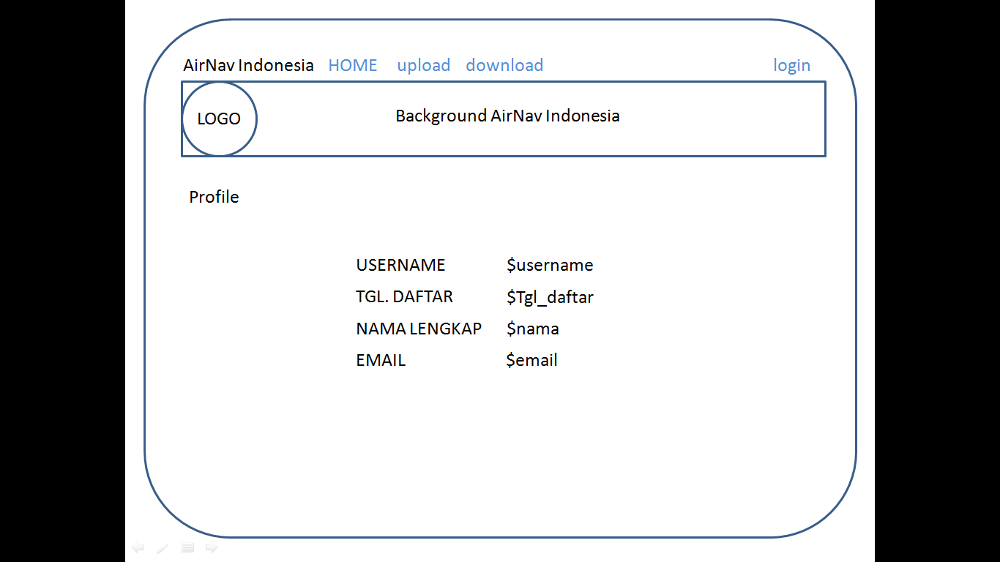 AirNav Indonesia HOME upload download login
LOGO Background AirNav Indonesia
Profile
USERNAME $username
TGL. DAFTAR $Tgl_daftar
NAMA LENGKAP $nama
EMAIL $email